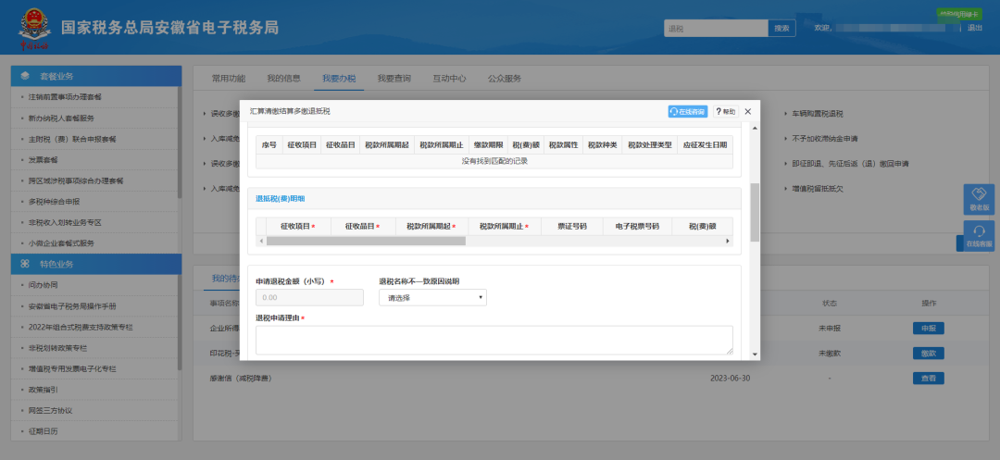 国家税务总局安徽省电子税务局
退税
搜索
欢迎,
退出
套餐业务
注销前置事项办理套餐
新办纳税人套餐服务
主附税（费）联合申报套餐
发票套餐
跨区域涉税事项综合办理套餐
多税种综合申报
非税收入划转业务专区
小微企业套餐式服务
特色业务
问办协同
安徽省电子税务局操作手册
2022年组合式税费支持政策专栏
非税划转政策专栏
增值税专用发票电子化专栏
政策指引
网签三方协议
征期日历
常用功能 我的信息 我要办税 我要查询 互动中心 公众服务
误收多缴
入库减免
误收多缴
入库减免
车辆购置税退税
不予加收滞纳金申请
即征即退、先征后返（退）缴回申请
增值税留抵抵欠
敬老版
在线客服
汇算清缴结算多缴退抵税
在线咨询
?帮助
序号 征收项目 征收品目 税款所属期起 税款所属期止 缴款期限 税(费)额 税款属性 税款种类 税款处理类型 应征发生日期
没有找到匹配的记录
退抵税(费)明细
征收项目* 征收品目* 税款所属期起* 税款所属期止* 票证号码 电子税票号码 税(费)额
申请退税金额（小写）*
0.00
退税名称不一致原因说明
请选择
退税申请理由*
我的待
事项名称 状态 操作
企业所得 未申报 申报
印花税-买 未缴款 缴款
感谢信（减税降费） 2023-06-30 - 查看